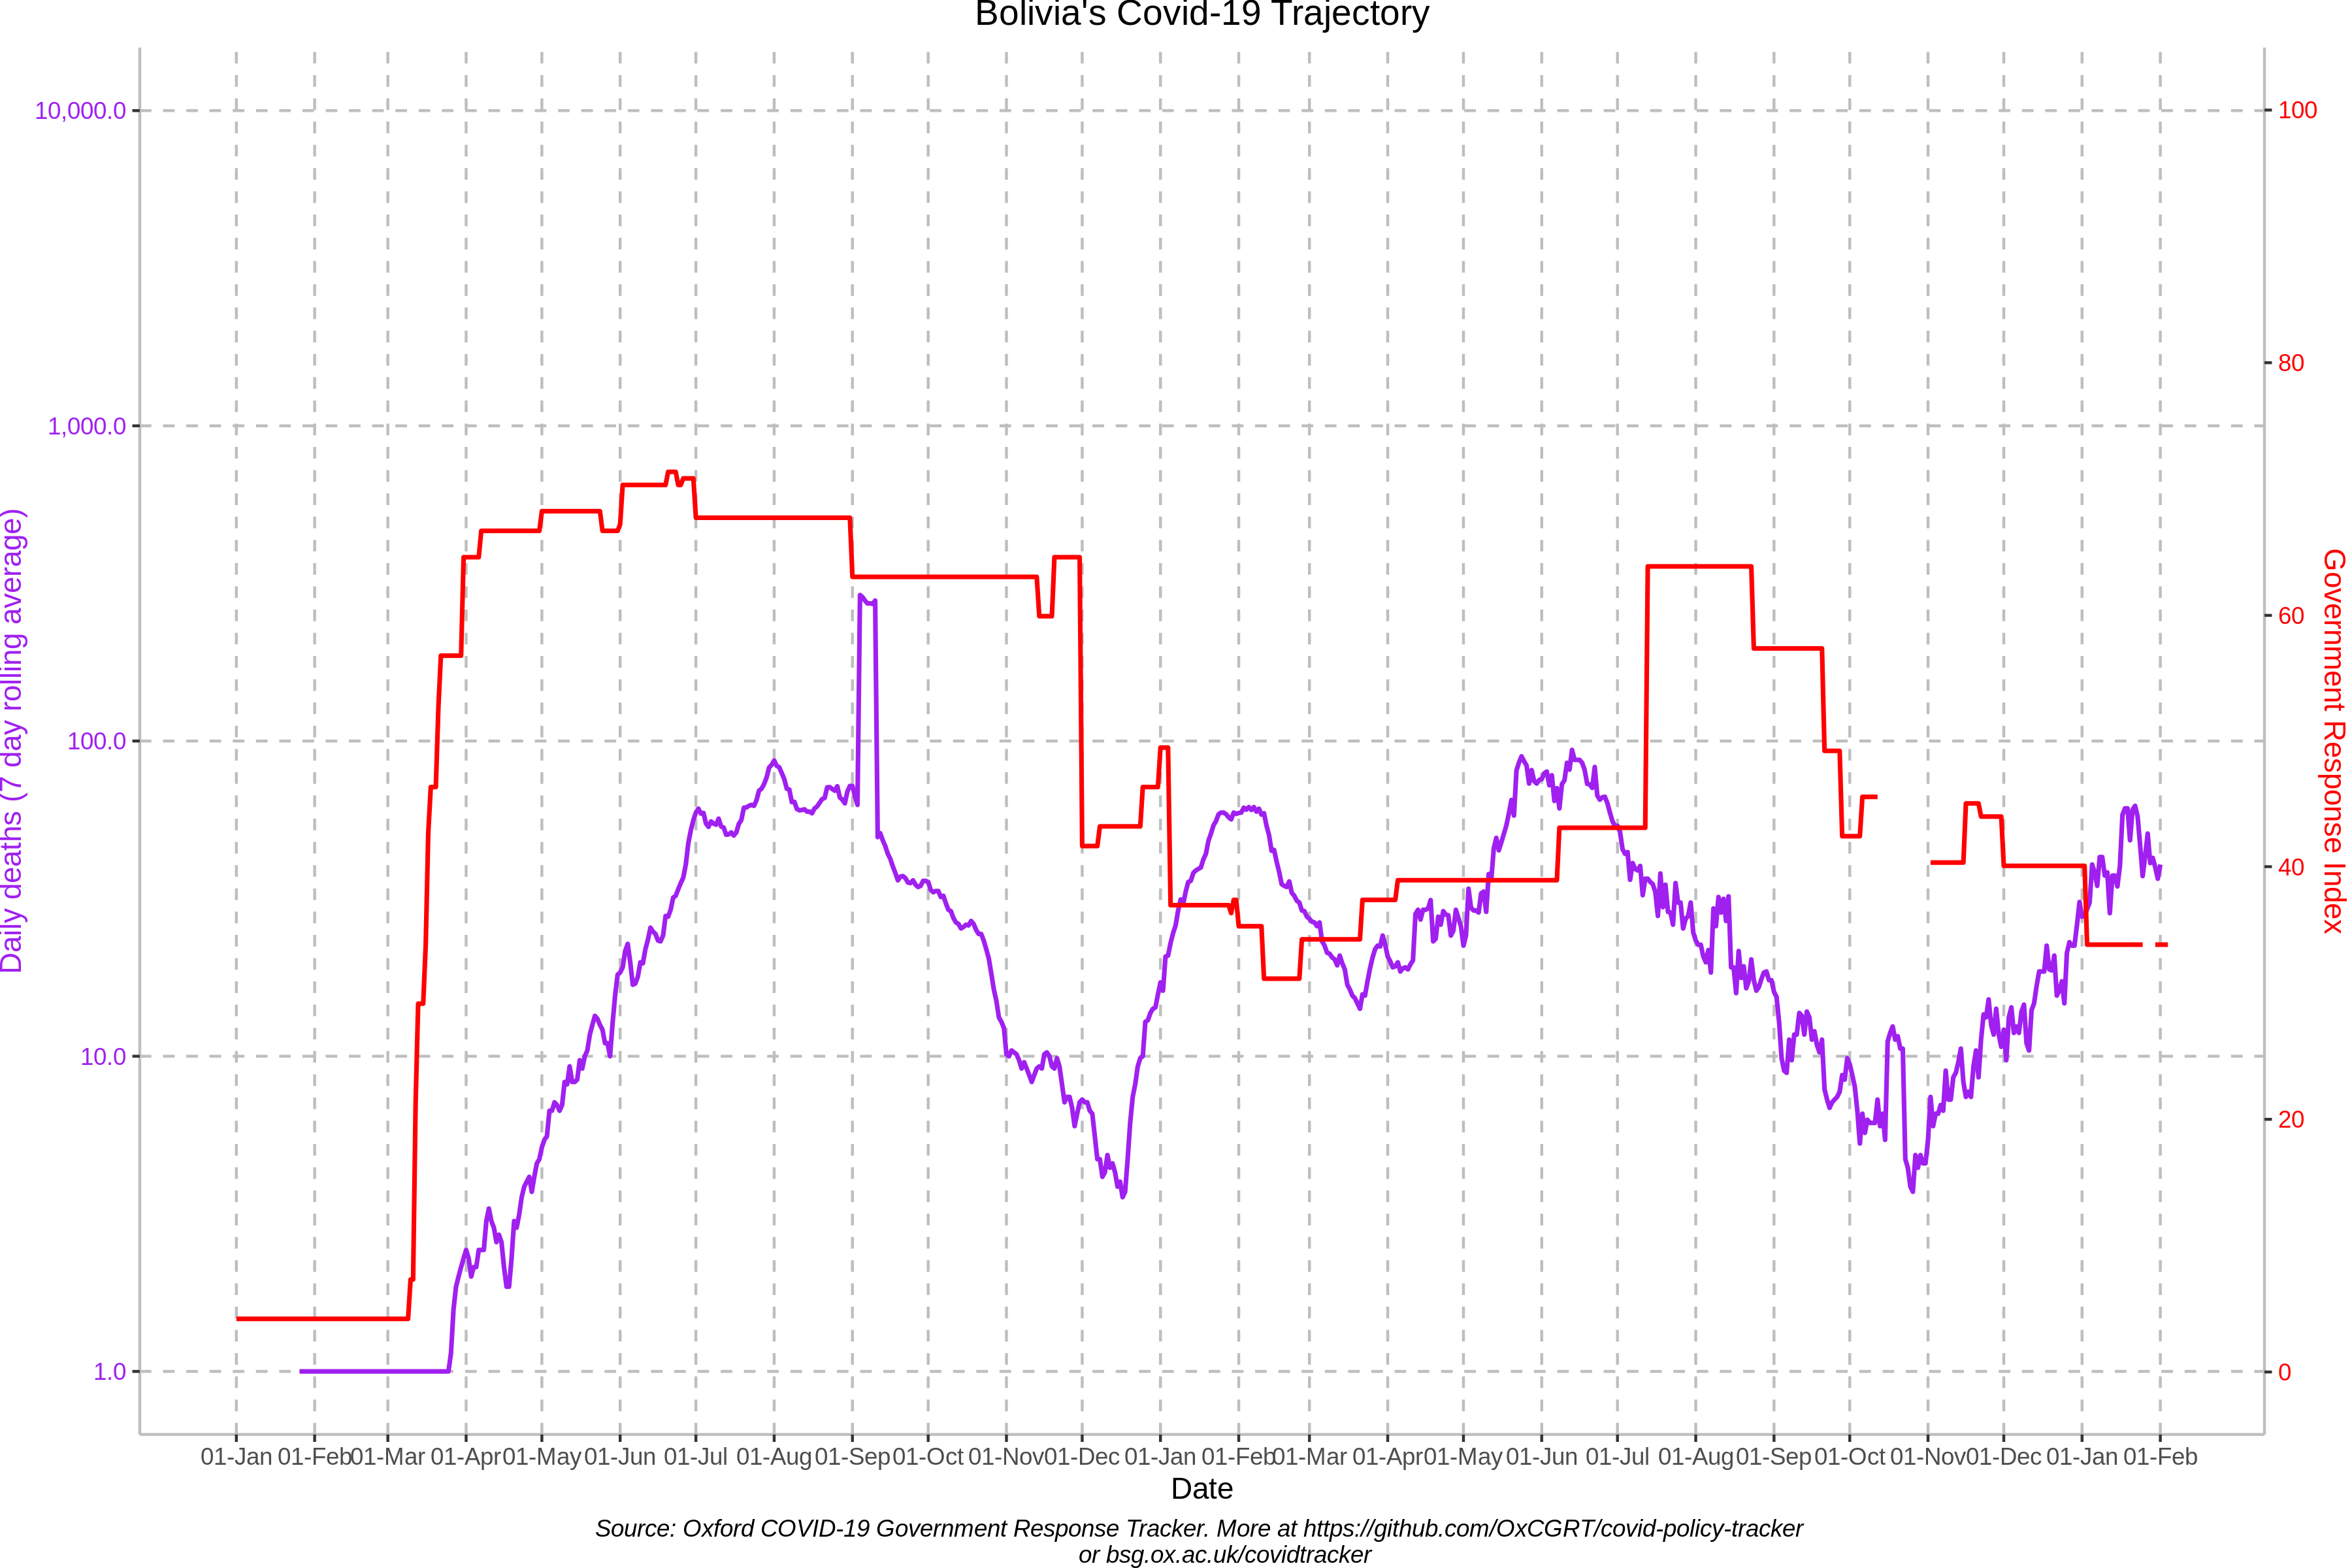 Bolivia's Covid-19 Trajectory
10,000.0
1,000.0
100.0
10.0
1.0
Daily deaths (7 day rolling average)
100
80
60
40
20
0
Government Response Index
01-Jan 01-Feb 01-Mar 01-Apr 01-May 01-Jun 01-Jul 01-Aug 01-Sep 01-Oct 01-Nov 01-Dec 01-Jan 01-Feb 01-Mar 01-Apr 01-May 01-Jun 01-Jul 01-Aug 01-Sep 01-Oct 01-Nov 01-Dec 01-Jan 01-Feb
Date
Source: Oxford COVID-19 Government Response Tracker. More at https://github.com/OxCGRT/covid-policy-tracker
or bsg.ox.ac.uk/covidtracker